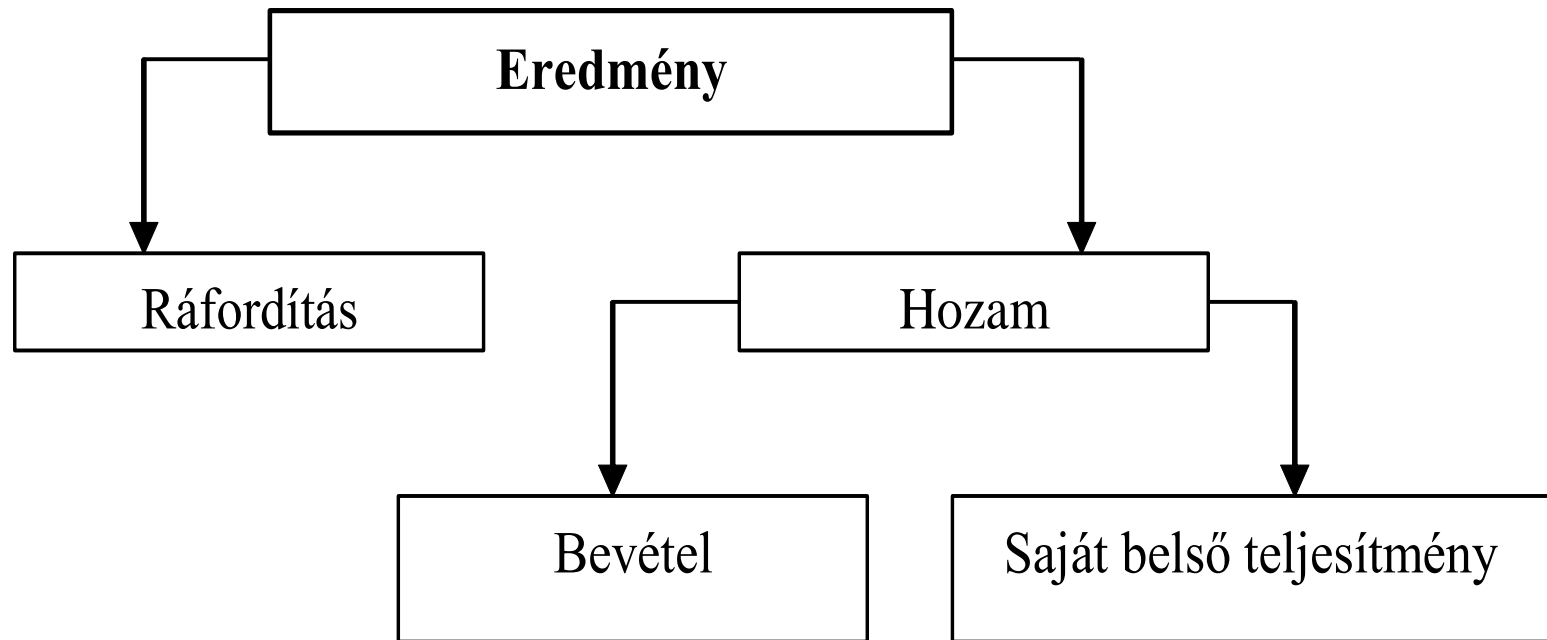 Eredmény
Ráfordítás
Hozam
Bevétel
Saját belső teljesítmény